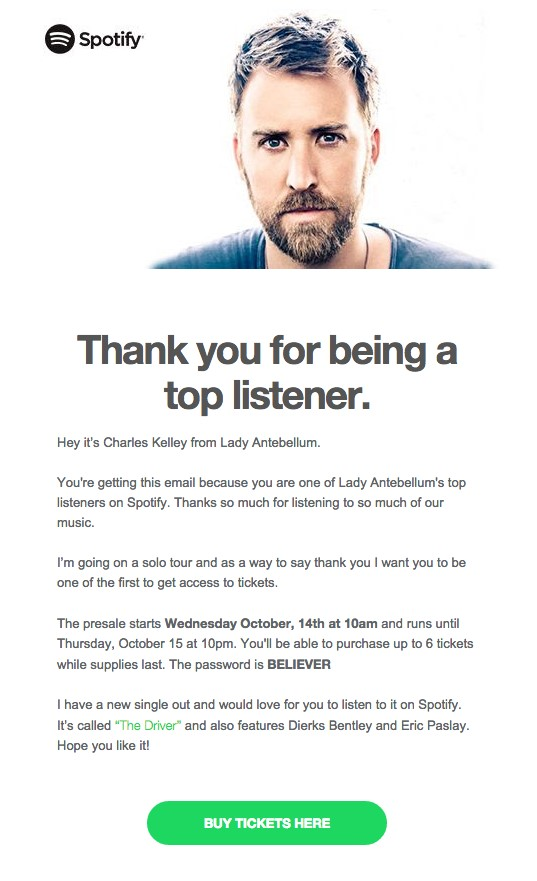 Spotify
Thank you for being a
top listener.
Hey it's Charles Kelley from Lady Antebellum.
You're getting this email because you are one of Lady Antebellum's top
listeners on Spotify. Thanks so much for listening to so much of our
music.
I'm going on a solo tour and as a way to say thank you I want you to be
one of the first to get access to tickets.
The presale starts Wednesday October, 14th at 10am and runs until
Thursday, October 15 at 10pm. You'll be able to purchase up to 6 tickets
while supplies last. The password is BELIEVER
I have a new single out and would love for you to listen to it on Spotify.
It's called “The Driver” and also features Dierks Bentley and Eric Paslay.
Hope you like it!
BUY TICKETS HERE